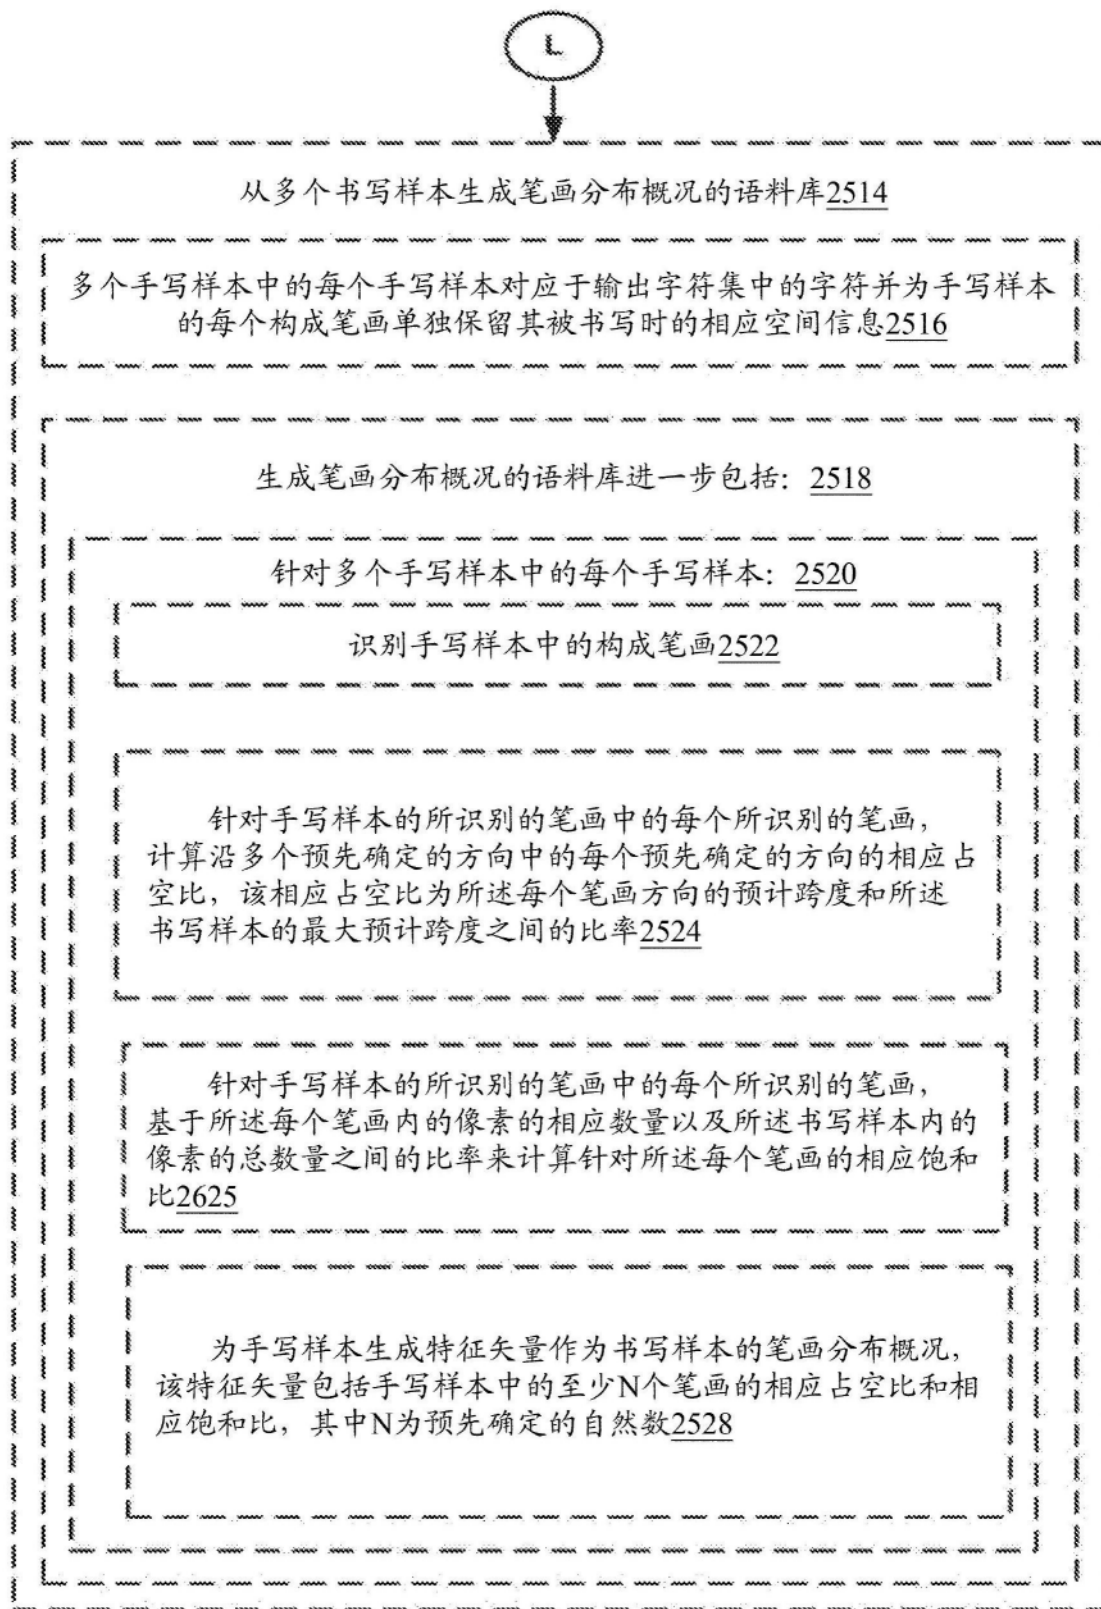 L
从多个书写样本生成笔画分布概况的语料库2514
多个手写样本中的每个手写样本对应于输出字符集中的字符并为手写样本
的每个构成笔画单独保留其被书写时的相应空间信息2516
生成笔画分布概况的语料库进一步包括：2518
针对多个手写样本中的每个手写样本：2520
识别手写样本中的构成笔画2522
针对手写样本的所识别的笔画中的每个所识别的笔画，
计算沿多个预先确定的方向中的每个预先确定的方向的相应占
空比，该相应占空比为所述每个笔画方向的预计跨度和所述
书写样本的最大预计跨度之间的比率2524
针对手写样本的所识别的笔画中的每个所识别的笔画，
基于所述每个笔画内的像素的相应数量以及所述书写样本内的
像素的总数量之间的比率来计算针对所述每个笔画的相应饱和
比2625
为手写样本生成特征矢量作为书写样本的笔画分布概况，
该特征矢量包括手写样本中的至少N个笔画的相应占空比和相
应饱和比，其中N为预先确定的自然数2528